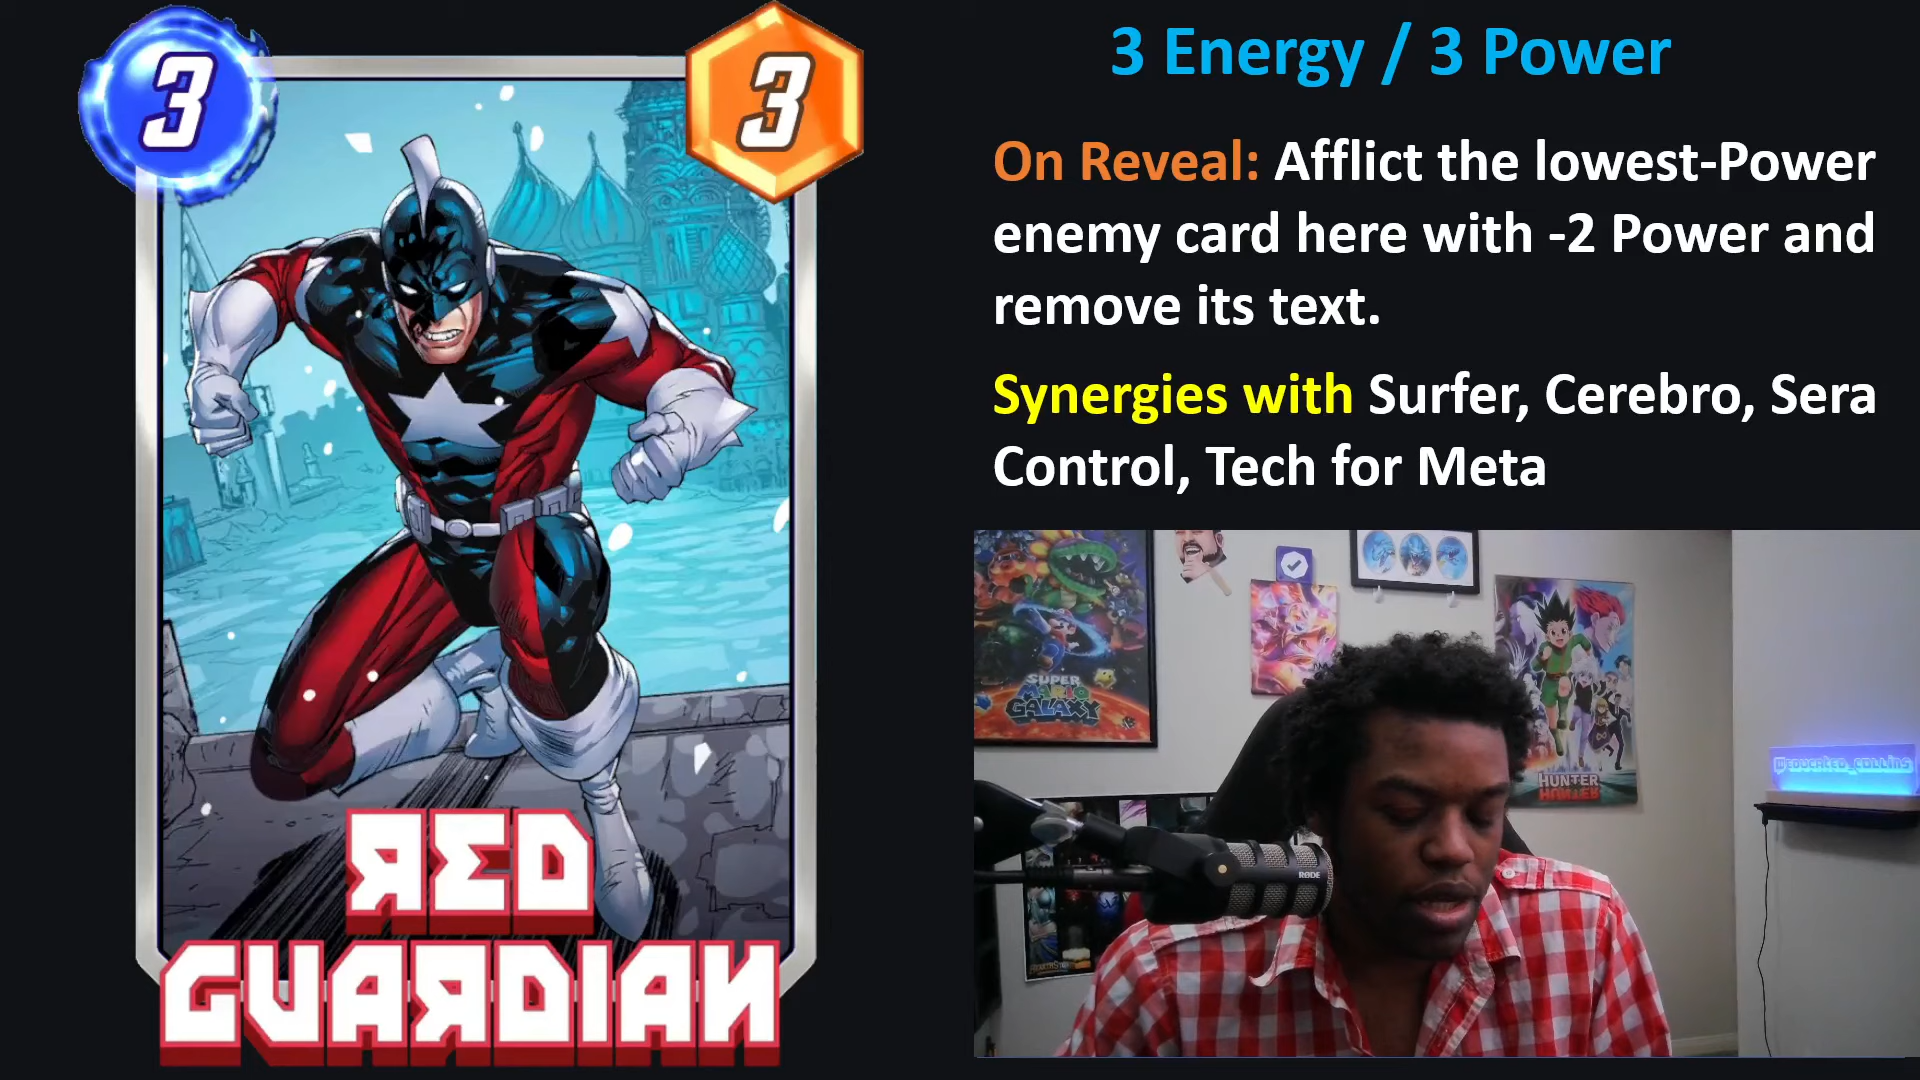 3
3
RED
GUARDIAN
3 Energy / 3 Power
On Reveal: Afflict the lowest-Power
enemy card here with -2 Power and
remove its text.
Synergies with Surfer, Cerebro, Sera
Control, Tech for Meta
SUPER
MARIO
GALAXY
HUNTER
HUNTER
@EDUCATED_COLLINS
RØDE